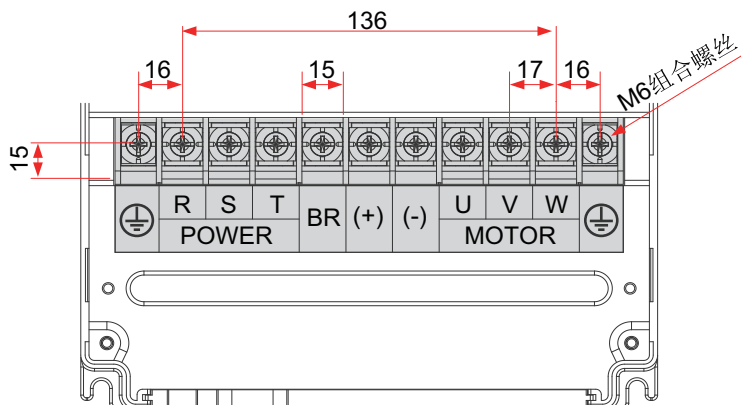 136
16 15 17 16
M6组合螺丝
15
R S T BR (+) (-) U V W
POWER MOTOR